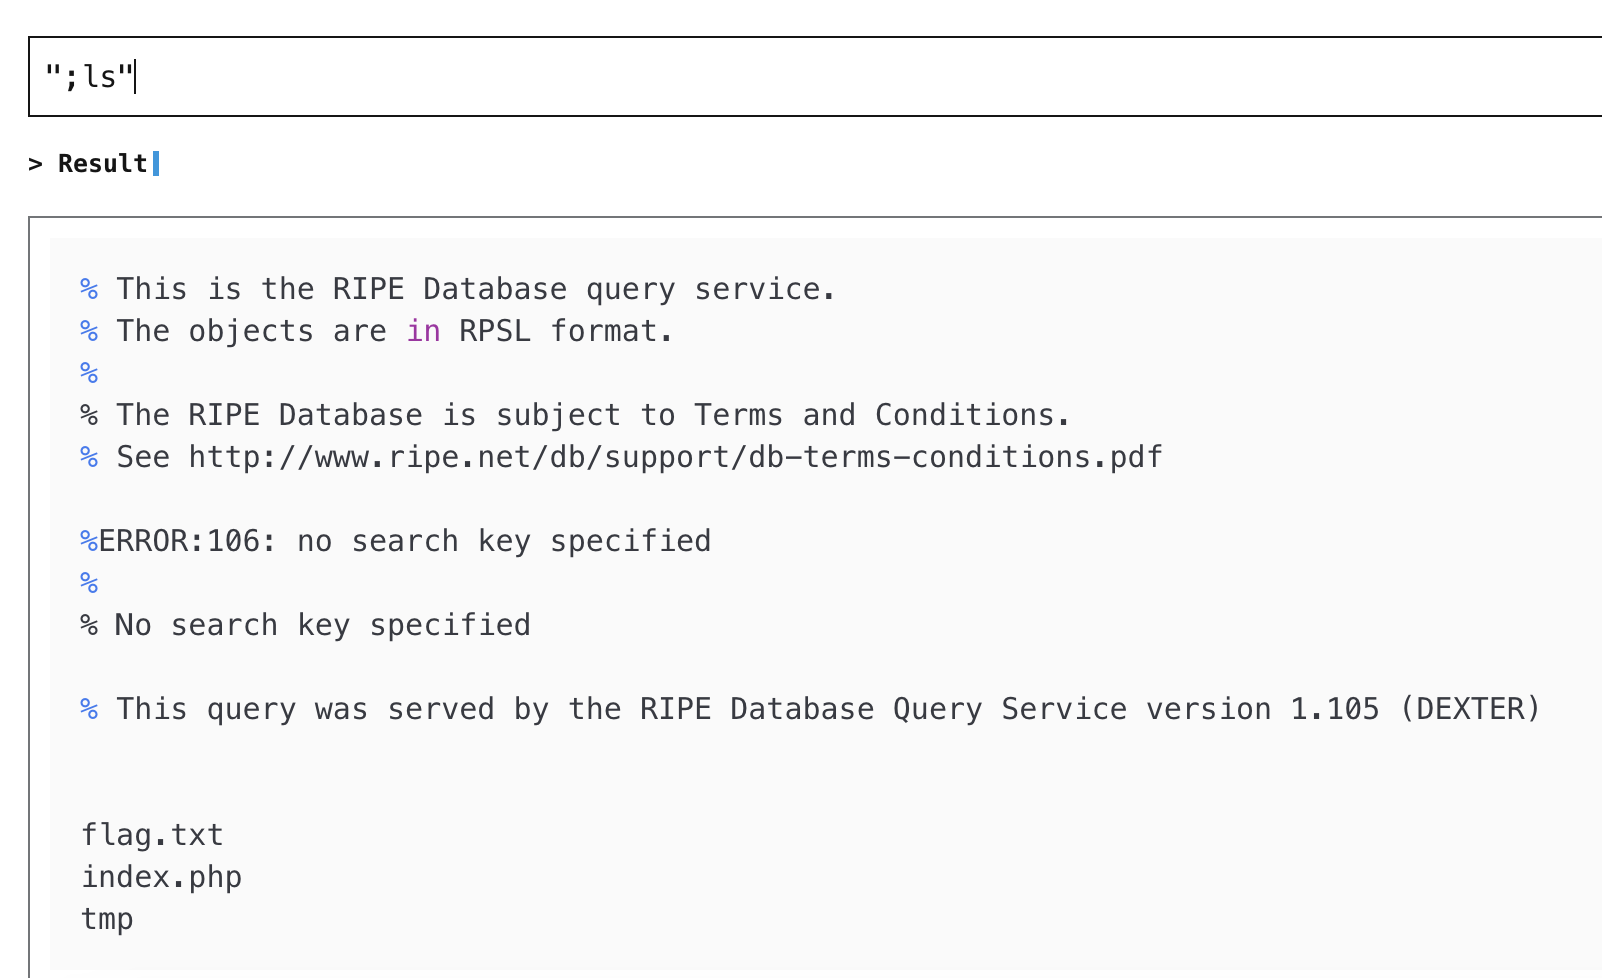 ";ls"
> Result
% This is the RIPE Database query service.
% The objects are in RPSL format.
%
% The RIPE Database is subject to Terms and Conditions.
% See http://www.ripe.net/db/support/db-terms-conditions.pdf
%ERROR:106: no search key specified
%
% No search key specified
% This query was served by the RIPE Database Query Service version 1.105 (DEXTER)
flag.txt
index.php
tmp